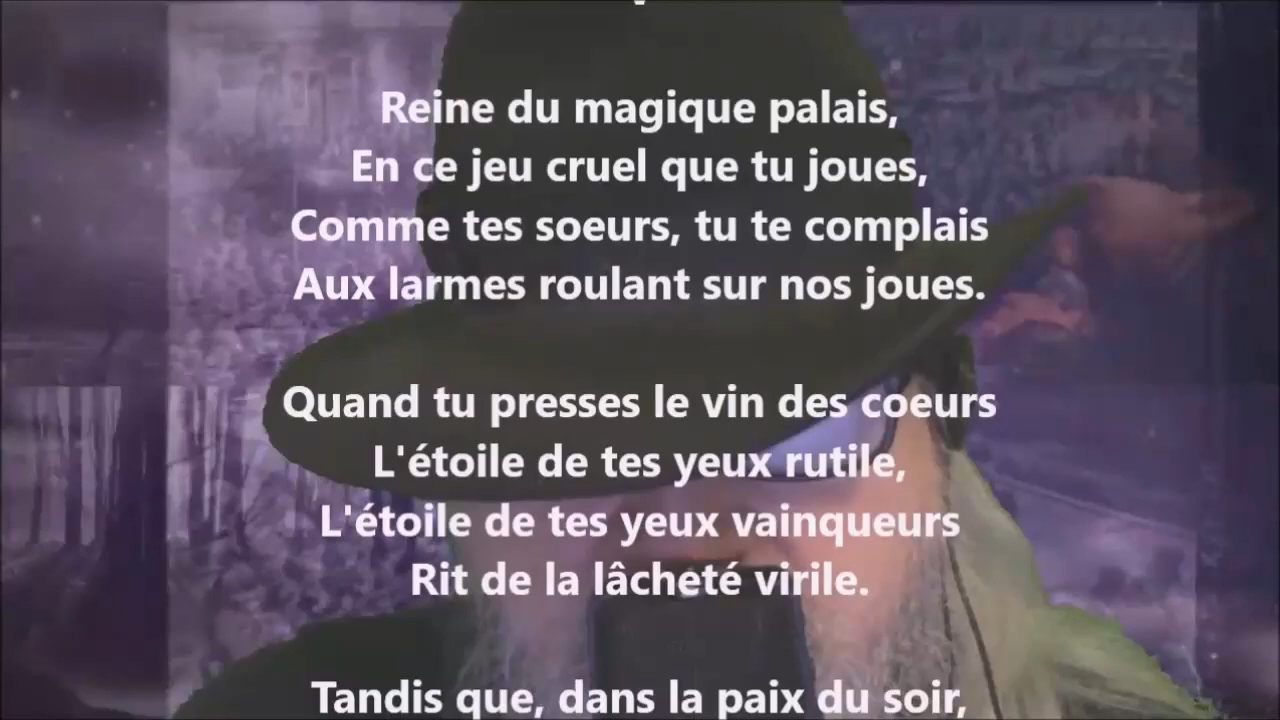 Reine du magique palais,
En ce jeu cruel que tu joues,
Comme tes soeurs, tu te complais
Aux larmes roulant sur nos joues.
Quand tu presses le vin des coeurs
L'étoile de tes yeux rutile,
L'étoile de tes yeux vainqueurs
Rit de la lâcheté virile.
Tandis que, dans la paix du soir,